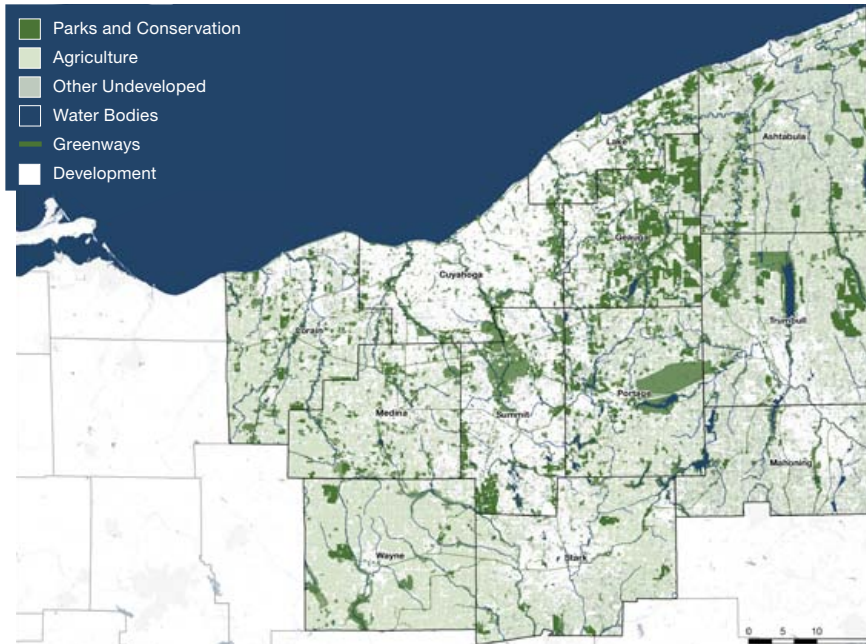 Parks and Conservation
Agriculture
Other Undeveloped
Water Bodies
Greenways
Development
Ashtabula
Lake
Geauga
Cuyahoga
Trumbull
Lorain
Portage
Medina
Summit
Mahoning
Wayne
Stark
0 5 10